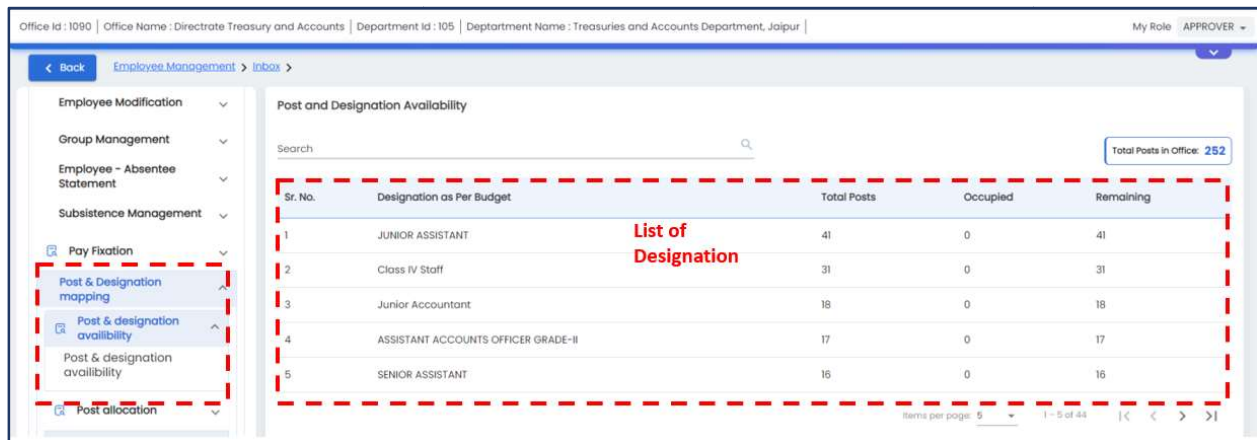 Office Id : 1090 | Office Name : Directrate Treasury and Accounts | Department Id : 105 | Deptartment Name : Treasuries and Accounts Department, Jaipur |
My Role APPROVER
Back
Employee Management > Inbox >
Employee Modification
Group Management
Employee - Absentee
Statement
Subsistence Management
Pay Fixation
Post & Designation
mapping
Post & designation
availibility
Post & designation
availibility
Post allocation
Post and Designation Availability
Search
Total Posts in Office: 252
Sr. No. Designation as Per Budget Total Posts Occupied Remaining
1 JUNIOR ASSISTANT 41 0 41
2 Class IV Staff 31 0 31
3 Junior Accountant 18 0 18
4 ASSISTANT ACCOUNTS OFFICER GRADE-II 17 0 17
5 SENIOR ASSISTANT 16 0 16
List of
Designation
Items per page: 5 1 - 5 of 44